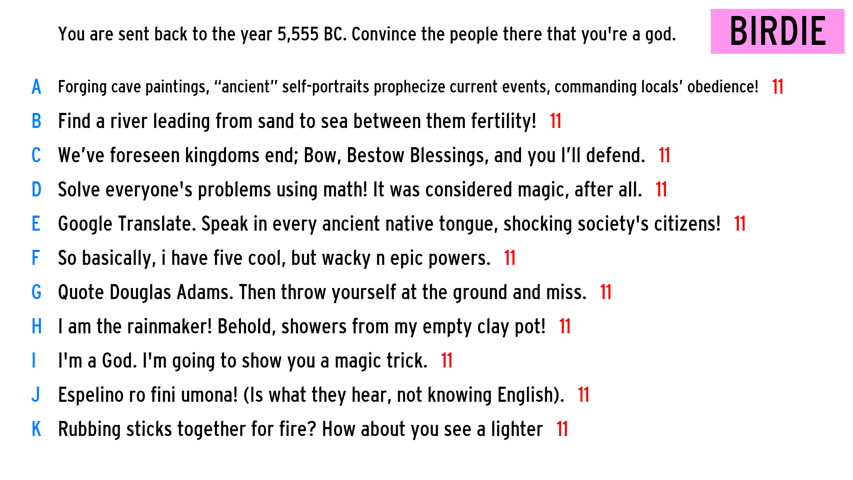 You are sent back to the year 5,555 BC. Convince the people there that you're a god.
BIRDIE
A Forging cave paintings, “ancient” self-portraits prophecize current events, commanding locals’ obedience! 11
B Find a river leading from sand to sea between them fertility! 11
C We’ve foreseen kingdoms end; Bow, Bestow Blessings, and you I’ll defend. 11
D Solve everyone's problems using math! It was considered magic, after all. 11
E Google Translate. Speak in every ancient native tongue, shocking society's citizens! 11
F So basically, i have five cool, but wacky n epic powers. 11
G Quote Douglas Adams. Then throw yourself at the ground and miss. 11
H I am the rainmaker! Behold, showers from my empty clay pot! 11
I I'm a God. I'm going to show you a magic trick. 11
J Espelino ro fini umona! (Is what they hear, not knowing English). 11
K Rubbing sticks together for fire? How about you see a lighter 11